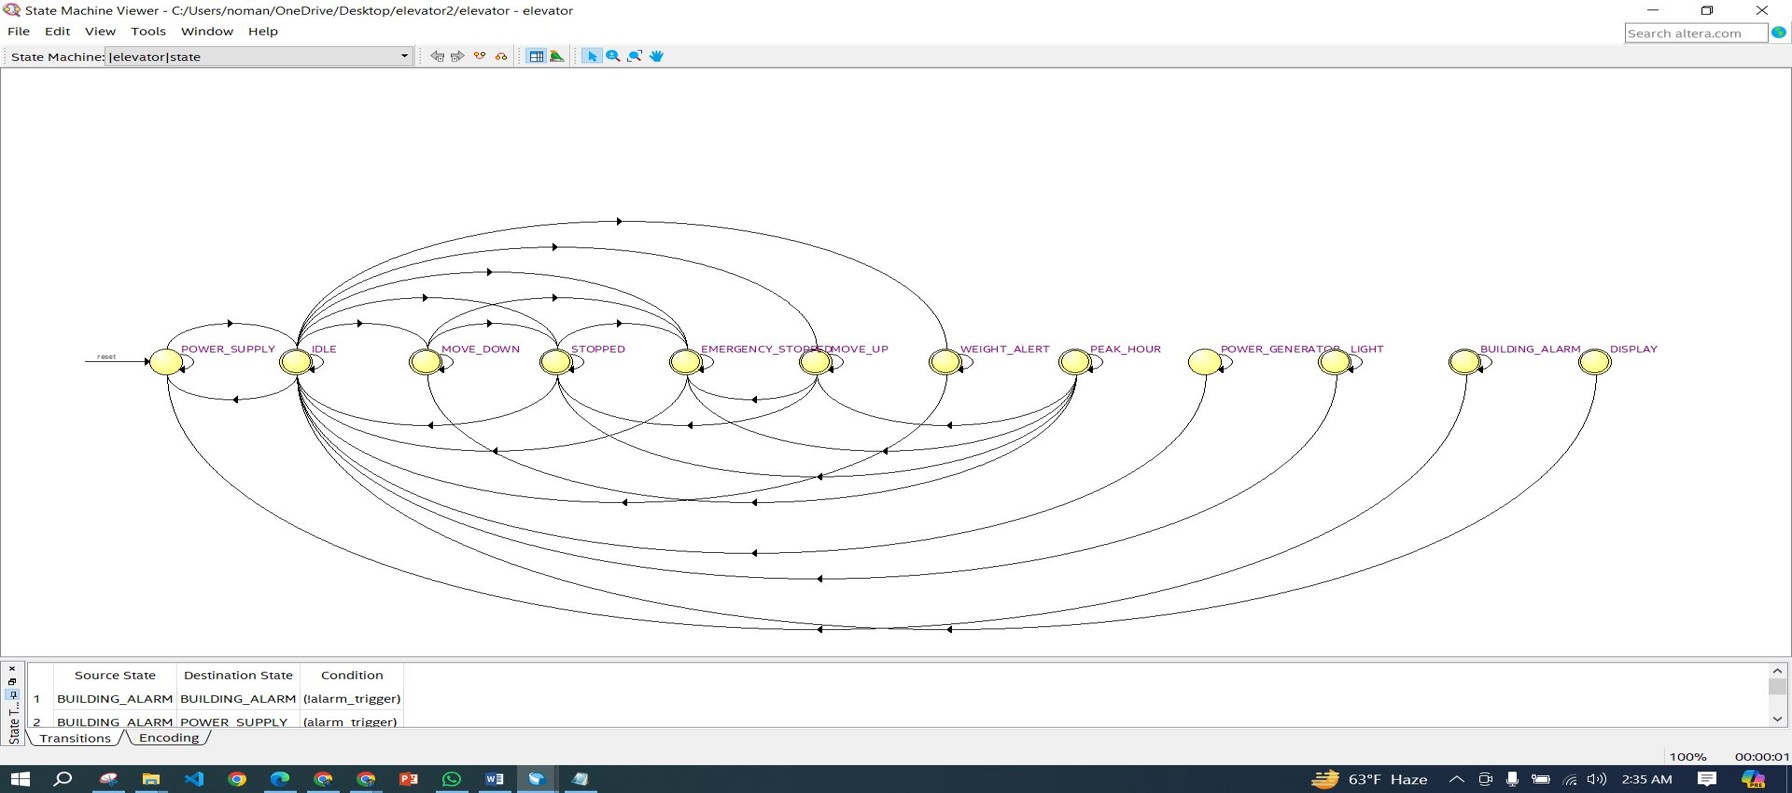 State Machine Viewer - C:/Users/noman/OneDrive/Desktop/elevator2/elevator - elevator
File Edit View Tools Window Help
Search altera.com
State Machine: |elevator|state
reset
POWER_SUPPLY IDLE MOVE_DOWN STOPPED EMERGENCY_STOPPED MOVE_UP WEIGHT_ALERT PEAK_HOUR POWER_GENERATOR LIGHT BUILDING_ALARM DISPLAY
Source State Destination State Condition
1 BUILDING_ALARM BUILDING_ALARM (!alarm_trigger)
2 BUILDING_ALARM POWER_SUPPLY (alarm_trigger)
State T...
Transitions Encoding
100% 00:00:01
63°F Haze 2:35 AM